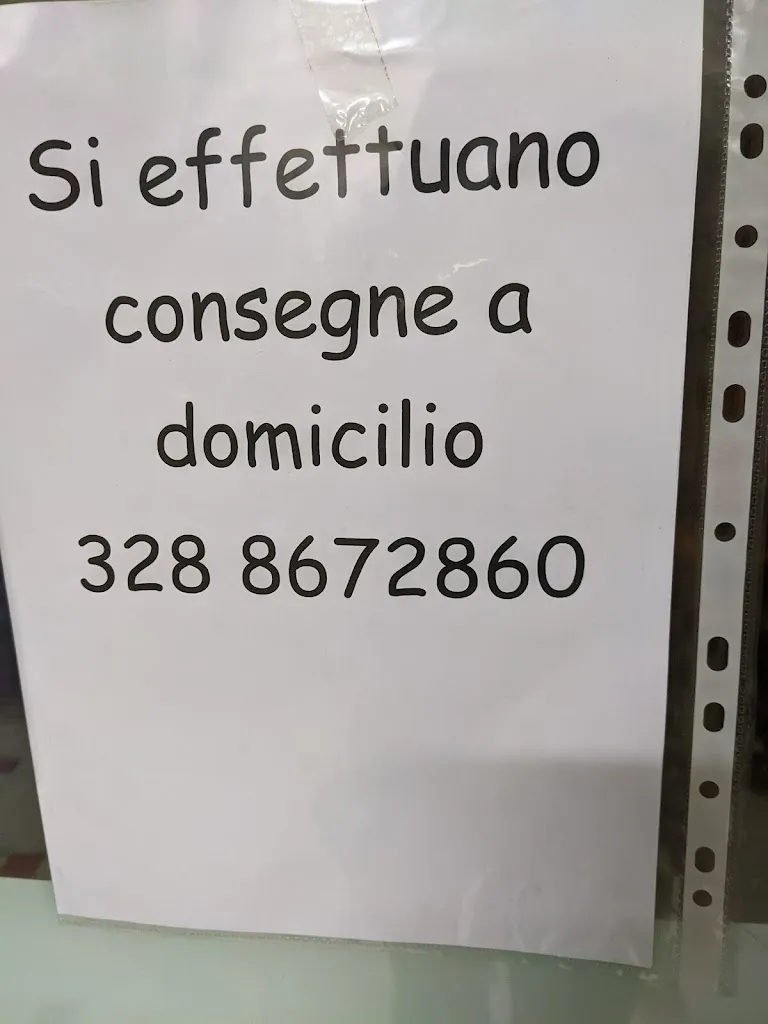 Si effettuano
consegne a
domicilio
328 8672860